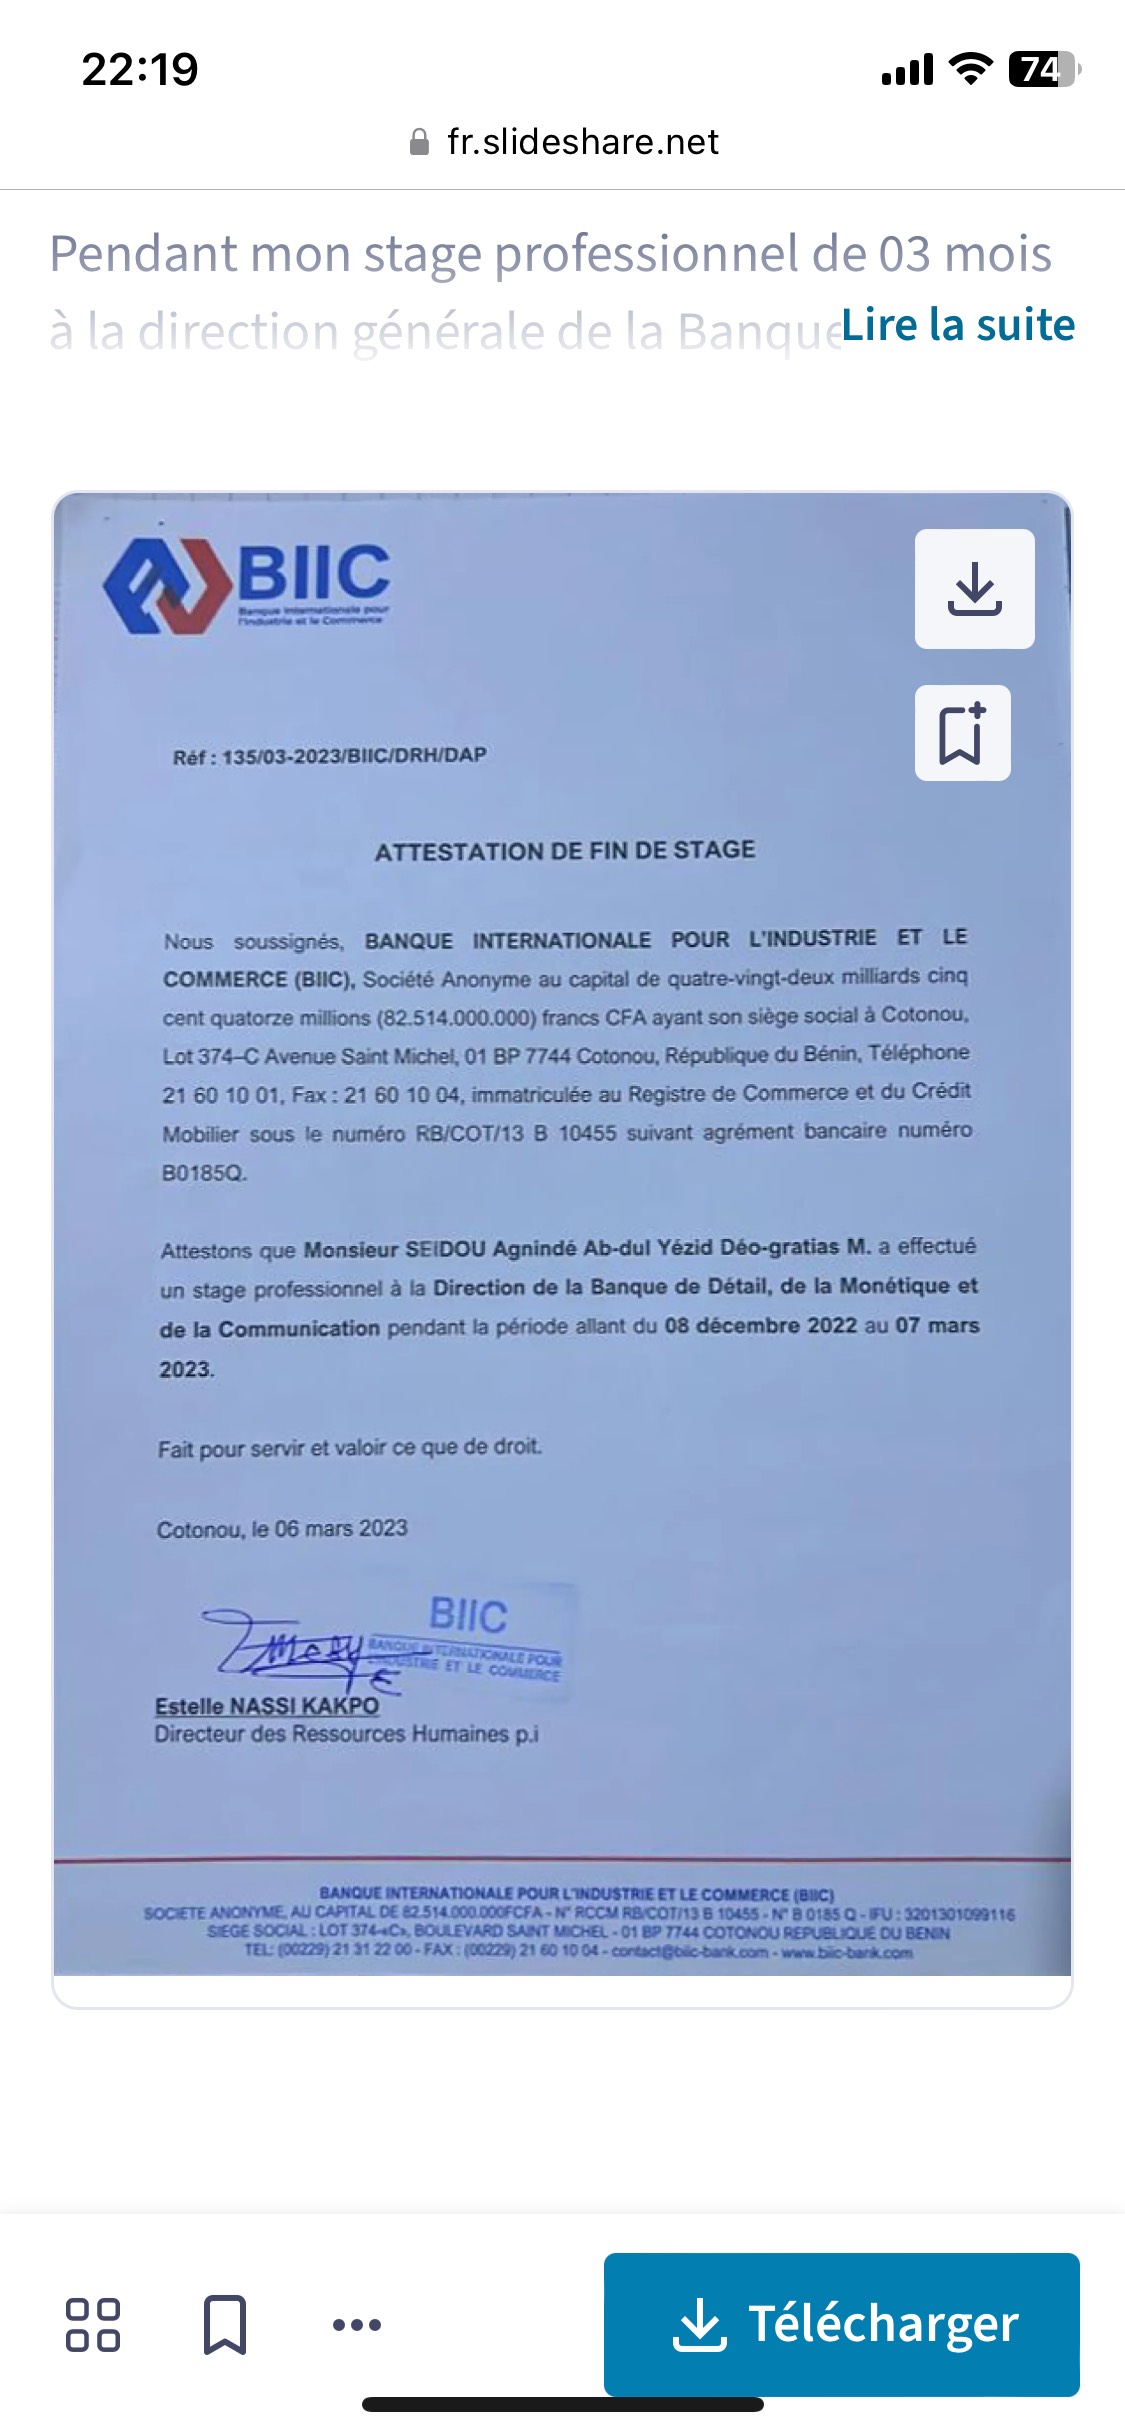 22:19
74
fr.slideshare.net
Pendant mon stage professionnel de 03 mois
à la direction générale de la Banque Lire la suite
BIIC
Banque Internationale pour
l'Industrie et le Commerce
Réf : 135/03-2023/BIIC/DRH/DAP
ATTESTATION DE FIN DE STAGE
Nous soussignés, BANQUE INTERNATIONALE POUR L'INDUSTRIE ET LE
COMMERCE (BIIC), Société Anonyme au capital de quatre-vingt-deux milliards cinq
cent quatorze millions (82.514.000.000) francs CFA ayant son siège social à Cotonou,
Lot 374–C Avenue Saint Michel, 01 BP 7744 Cotonou, République du Bénin, Téléphone
21 60 10 01, Fax : 21 60 10 04, immatriculée au Registre de Commerce et du Crédit
Mobilier sous le numéro RB/COT/13 B 10455 suivant agrément bancaire numéro
B0185Q.
Attestons que Monsieur SEIDOU Agnindé Ab-dul Yézid Déo-gratias M. a effectué
un stage professionnel à la Direction de la Banque de Détail, de la Monétique et
de la Communication pendant la période allant du 08 décembre 2022 au 07 mars
2023.
Fait pour servir et valoir ce que de droit.
Cotonou, le 06 mars 2023
BIIC
BANQUE INTERNATIONALE POUR
L'INDUSTRIE ET LE COMMERCE
Estelle NASSI KAKPO
Directeur des Ressources Humaines p.i
BANQUE INTERNATIONALE POUR L'INDUSTRIE ET LE COMMERCE (BIIC)
SOCIETE ANONYME, AU CAPITAL DE 82.514.000.000FCFA - N° RCCM RB/COT/13 B 10455 - N° B 0185 Q - IFU : 3201301099116
SIEGE SOCIAL : LOT 374-«C», BOULEVARD SAINT MICHEL - 01 BP 7744 COTONOU REPUBLIQUE DU BENIN
TEL: (00229) 21 31 22 00 - FAX : (00229) 21 60 10 04 - contact@biic-bank.com - www.biic-bank.com
Télécharger